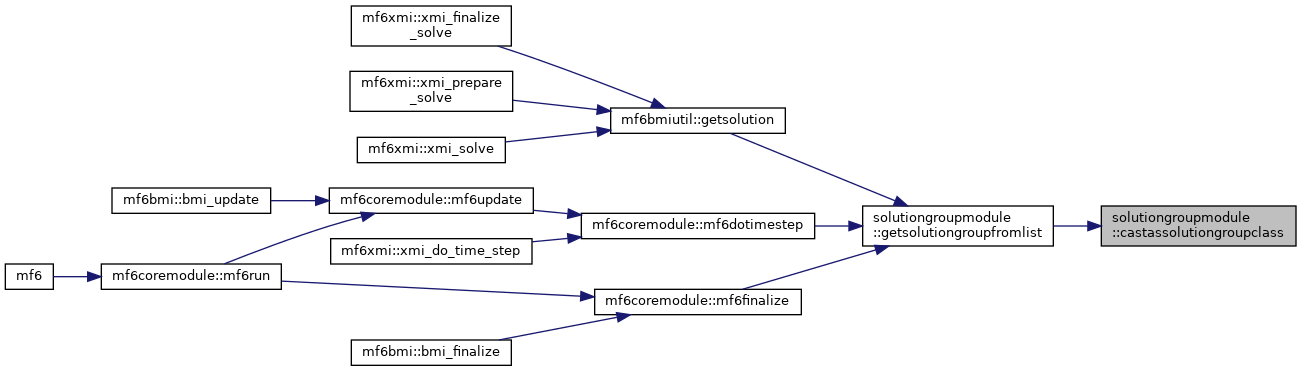 mf6xmi::xmi_finalize
_solve
mf6xmi::xmi_prepare
_solve
mf6bmiutil::getsolution
mf6xmi::xmi_solve
mf6bmi::bmi_update
mf6coremodule::mf6update
solutiongroupmodule
::getsolutiongroupfromlist
solutiongroupmodule
::castassolutiongroupclass
mf6coremodule::mf6dotimestep
mf6xmi::xmi_do_time_step
mf6
mf6coremodule::mf6run
mf6coremodule::mf6finalize
mf6bmi::bmi_finalize